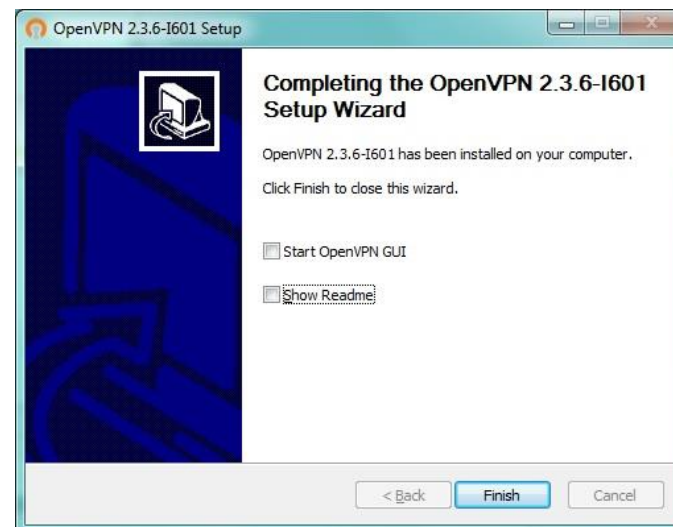 OpenVPN 2.3.6-I601 Setup
Completing the OpenVPN 2.3.6-I601
Setup Wizard
OpenVPN 2.3.6-I601 has been installed on your computer.
Click Finish to close this wizard.
Start OpenVPN GUI
Show Readme
< Back
Finish
Cancel